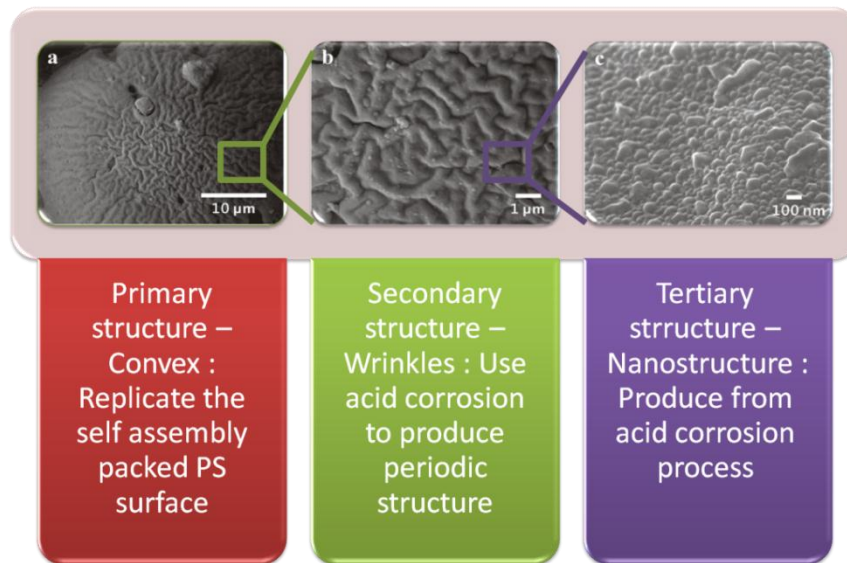 a
b
c
10 µm
1 µm
100 nm
Primary
structure –
Convex :
Replicate the
self assembly
packed PS
surface
Secondary
structure –
Wrinkles : Use
acid corrosion
to produce
periodic
structure
Tertiary
strructure –
Nanostructure :
Produce from
acid corrosion
process